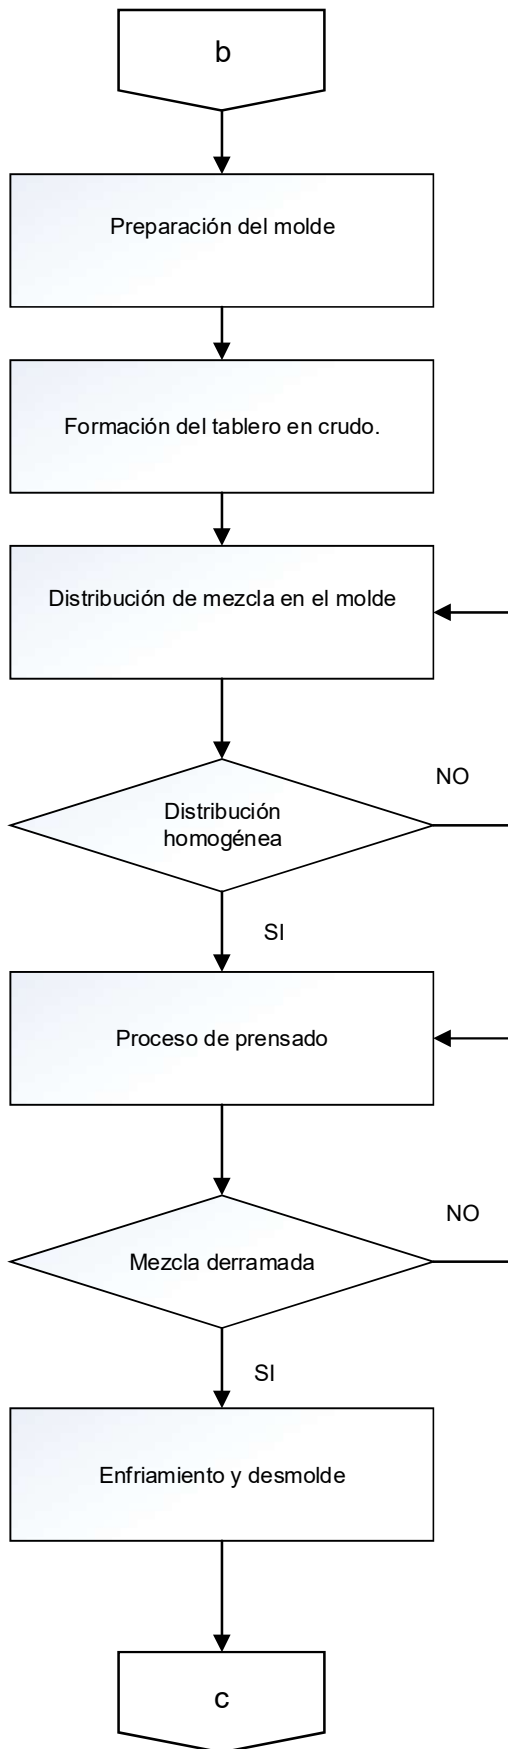 b
Preparación del molde
Formación del tablero en crudo.
Distribución de mezcla en el molde
NO
Distribución
homogénea
SI
Proceso de prensado
NO
Mezcla derramada
SI
Enfriamiento y desmolde
c